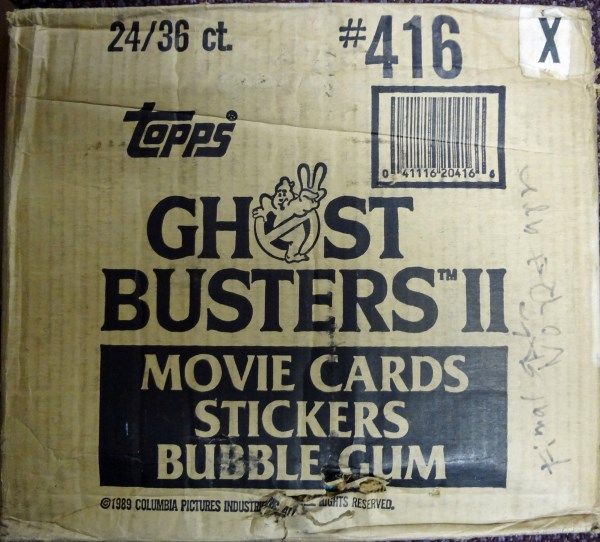 24/36 ct.
#416
X
topps
0 41116 20416 6
GHOST
BUSTERS™ II
MOVIE CARDS
STICKERS
BUBBLE GUM
©1989 COLUMBIA PICTURES RIGHTS RESERVED.